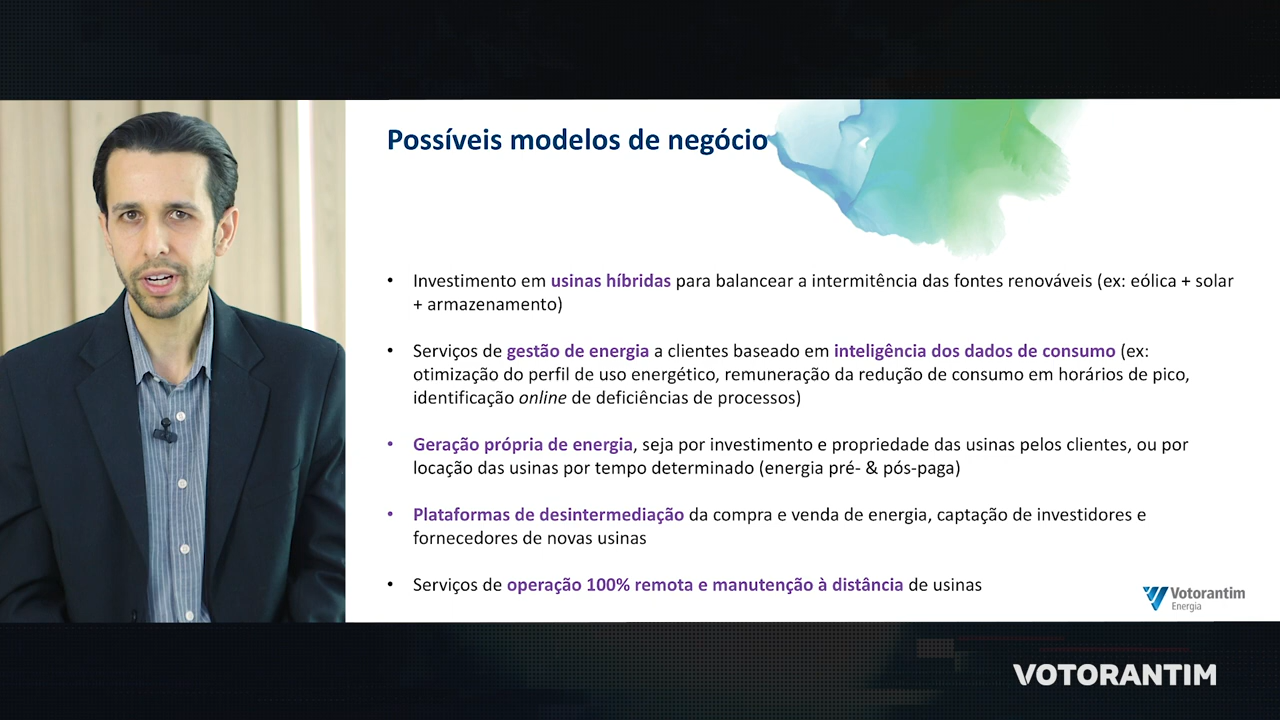 Possíveis modelos de negócio
• Investimento em usinas híbridas para balancear a intermitência das fontes renováveis (ex: eólica + solar
+ armazenamento)
• Serviços de gestão de energia a clientes baseado em inteligência dos dados de consumo (ex:
otimização do perfil de uso energético, remuneração da redução de consumo em horários de pico,
identificação online de deficiências de processos)
• Geração própria de energia, seja por investimento e propriedade das usinas pelos clientes, ou por
locação das usinas por tempo determinado (energia pré- & pós-paga)
• Plataformas de desintermediação da compra e venda de energia, captação de investidores e
fornecedores de novas usinas
• Serviços de operação 100% remota e manutenção à distância de usinas
Votorantim
Energia
VOTORANTIM